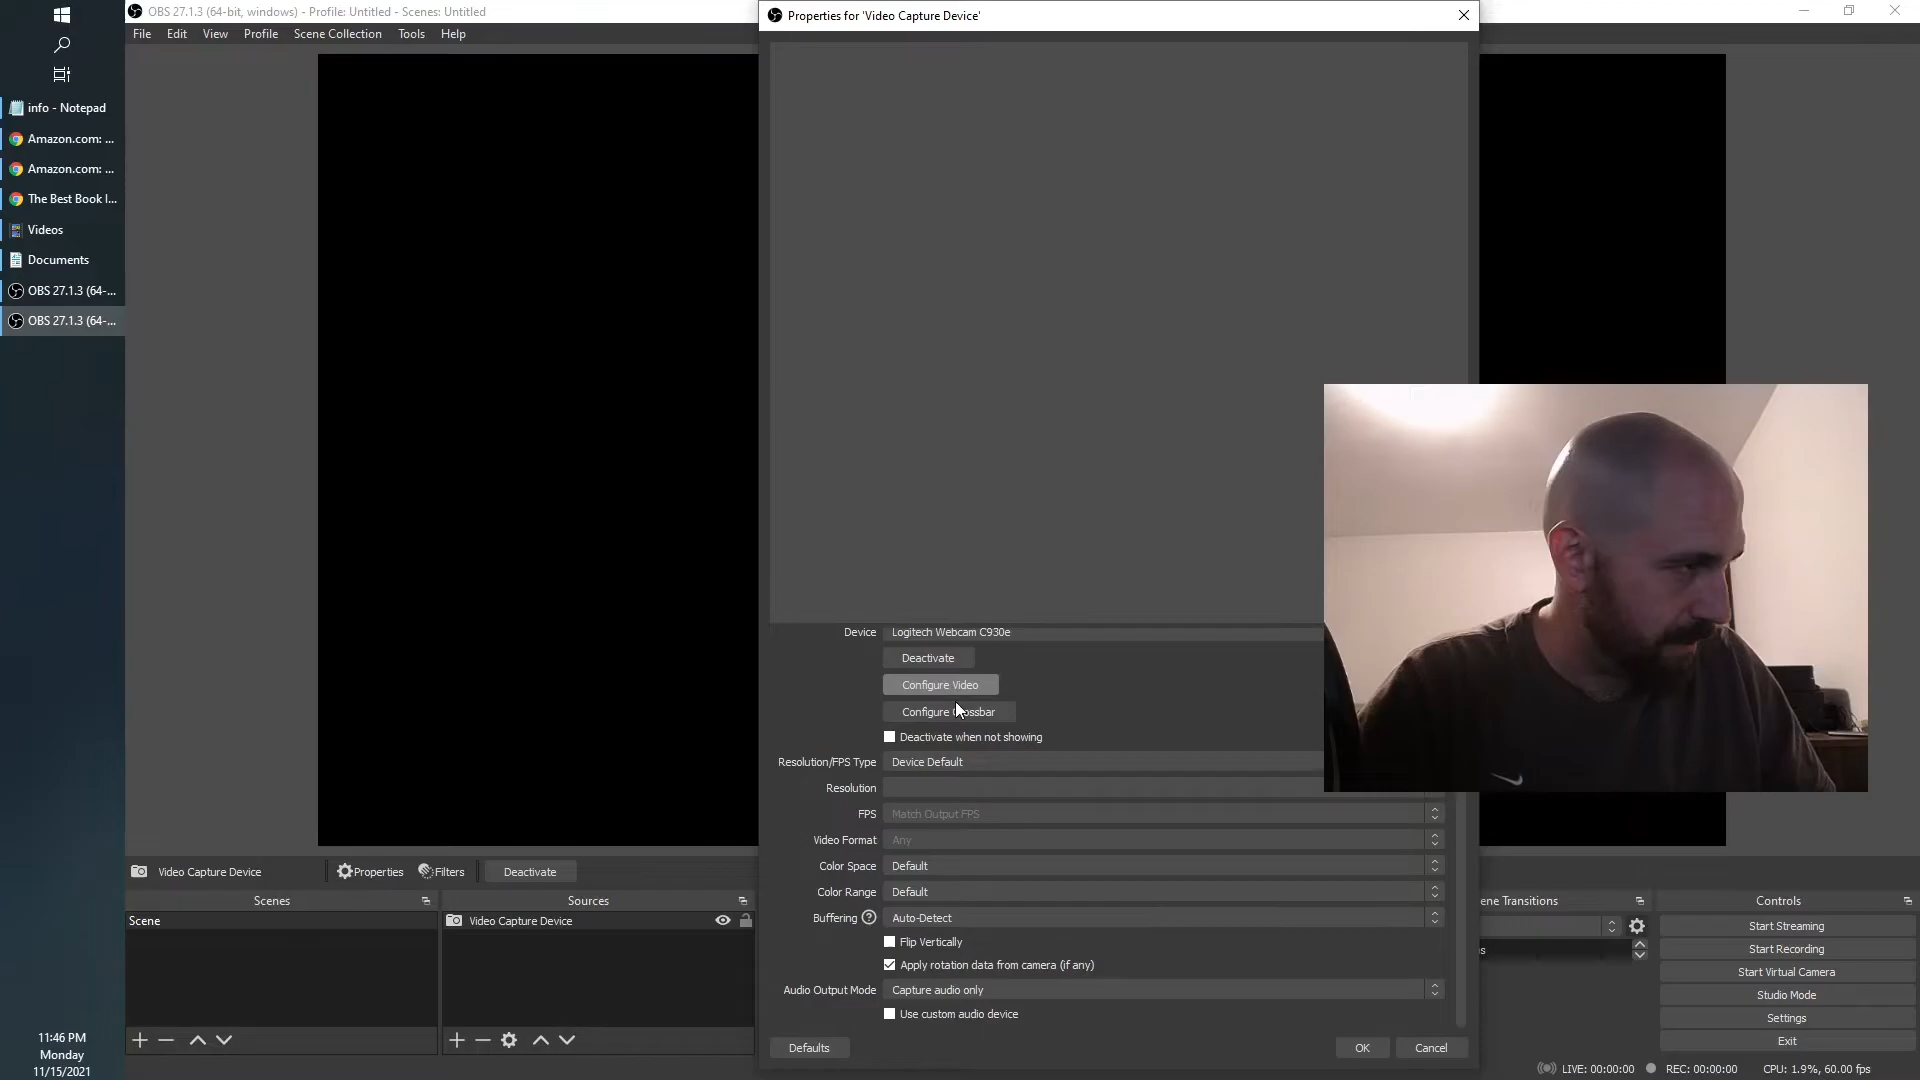 OBS 27.1.3 (64-bit, windows) - Profile: Untitled - Scenes: Untitled
File Edit View Profile Scene Collection Tools Help
info - Notepad
Amazon.com: ...
Amazon.com: ...
The Best Book I...
Videos
Documents
OBS 27.1.3 (64-...
OBS 27.1.3 (64-...
11:46 PM
Monday
11/15/2021
Properties for 'Video Capture Device'
Device Logitech Webcam C930e
Deactivate
Configure Video
Configure Crossbar
Deactivate when not showing
Resolution/FPS Type Device Default
Resolution
FPS Match Output FPS
Video Format Any
Color Space Default
Color Range Default
Buffering ? Auto-Detect
Flip Vertically
Apply rotation data from camera (if any)
Audio Output Mode Capture audio only
Use custom audio device
Defaults OK Cancel
Video Capture Device Properties Filters Deactivate
Scenes
Scene
Sources
Video Capture Device
ene Transitions
s
Controls
Start Streaming
Start Recording
Start Virtual Camera
Studio Mode
Settings
Exit
LIVE: 00:00:00 REC: 00:00:00 CPU: 1.9%, 60.00 fps